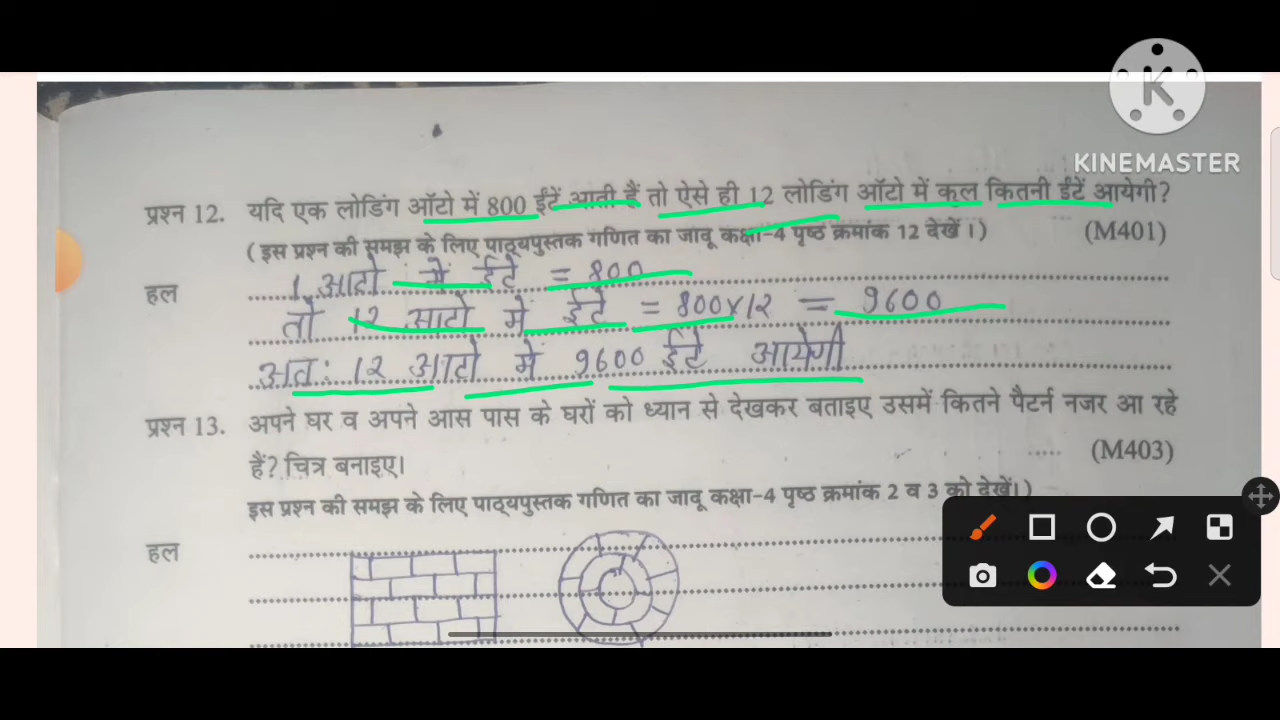 KINEMASTER
प्रश्न 12. यदि एक लोडिंग ऑटो में 800 ईंटें आती हैं तो ऐसे ही 12 लोडिंग ऑटो में कुल कितनी ईंटें आयेगी?
( इस प्रश्न की समझ के लिए पाठ्यपुस्तक गणित का जादू कक्षा-4 पृष्ठ क्रमांक 12 देखें।) (M401)
हल 1 आटो में ईटे = 800
तो 12 आटो में ईटे = 800×12 = 9600
अत: 12 आटो में 9600 ईटे आयेगी
प्रश्न 13. अपने घर व अपने आस पास के घरों को ध्यान से देखकर बताइए उसमें कितने पैटर्न नजर आ रहे
हैं? चित्र बनाइए। (M403)
इस प्रश्न की समझ के लिए पाठ्यपुस्तक गणित का जादू कक्षा-4 पृष्ठ क्रमांक 2 व 3 को देखें।)
हल